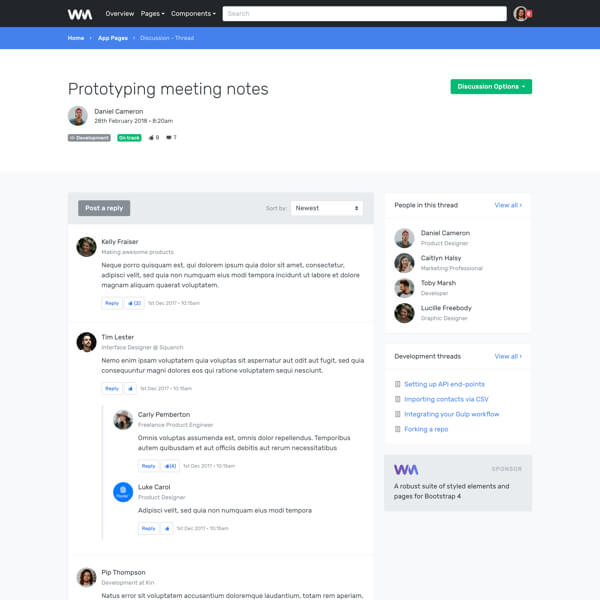 WM
Overview
Pages
Components
Search
6
Home
App Pages
Discussion - Thread
Prototyping meeting notes
Discussion Options
Daniel Cameron
28th February 2018 • 8:20am
Development
On track
8
7
Post a reply
Sort by:
Newest
Kelly Fraiser
Making awesome products
Neque porro quisquam est, qui dolorem ipsum quia dolor sit amet, consectetur,
adipisci velit, sed quia non numquam eius modi tempora incidunt ut labore et dolore
magnam aliquam quaerat voluptatem.
Reply
(3)
1st Dec 2017 • 10:15am
Tim Lester
Interface Designer @ Squanch
Nemo enim ipsam voluptatem quia voluptas sit aspernatur aut odit aut fugit, sed quia
consequuntur magni dolores eos qui ratione voluptatem sequi nesciunt.
Reply
1st Dec 2017 • 10:15am
Carly Pemberton
Freelance Product Engineer
Omnis voluptas assumenda est, omnis dolor repellendus. Temporibus
autem quibusdam et aut officiis debitis aut rerum necessitatibus
Reply
(4)
1st Dec 2017 • 10:15am
Luke Carol
Product Designer
Adipisci velit, sed quia non numquam eius modi tempora
Reply
1st Dec 2017 • 10:15am
Pip Thompson
Development at Kin
Natus error sit voluptatem accusantium doloremque laudantium, totam rem aperiam,
People in this thread
View all ›
Daniel Cameron
Product Designer
Caitlyn Halsy
Marketing Professional
Toby Marsh
Developer
Lucille Freebody
Graphic Designer
Development threads
View all ›
Setting up API end-points
Importing contacts via CSV
Integrating your Gulp workflow
Forking a repo
WM
SPONSOR
A robust suite of styled elements and
pages for Bootstrap 4